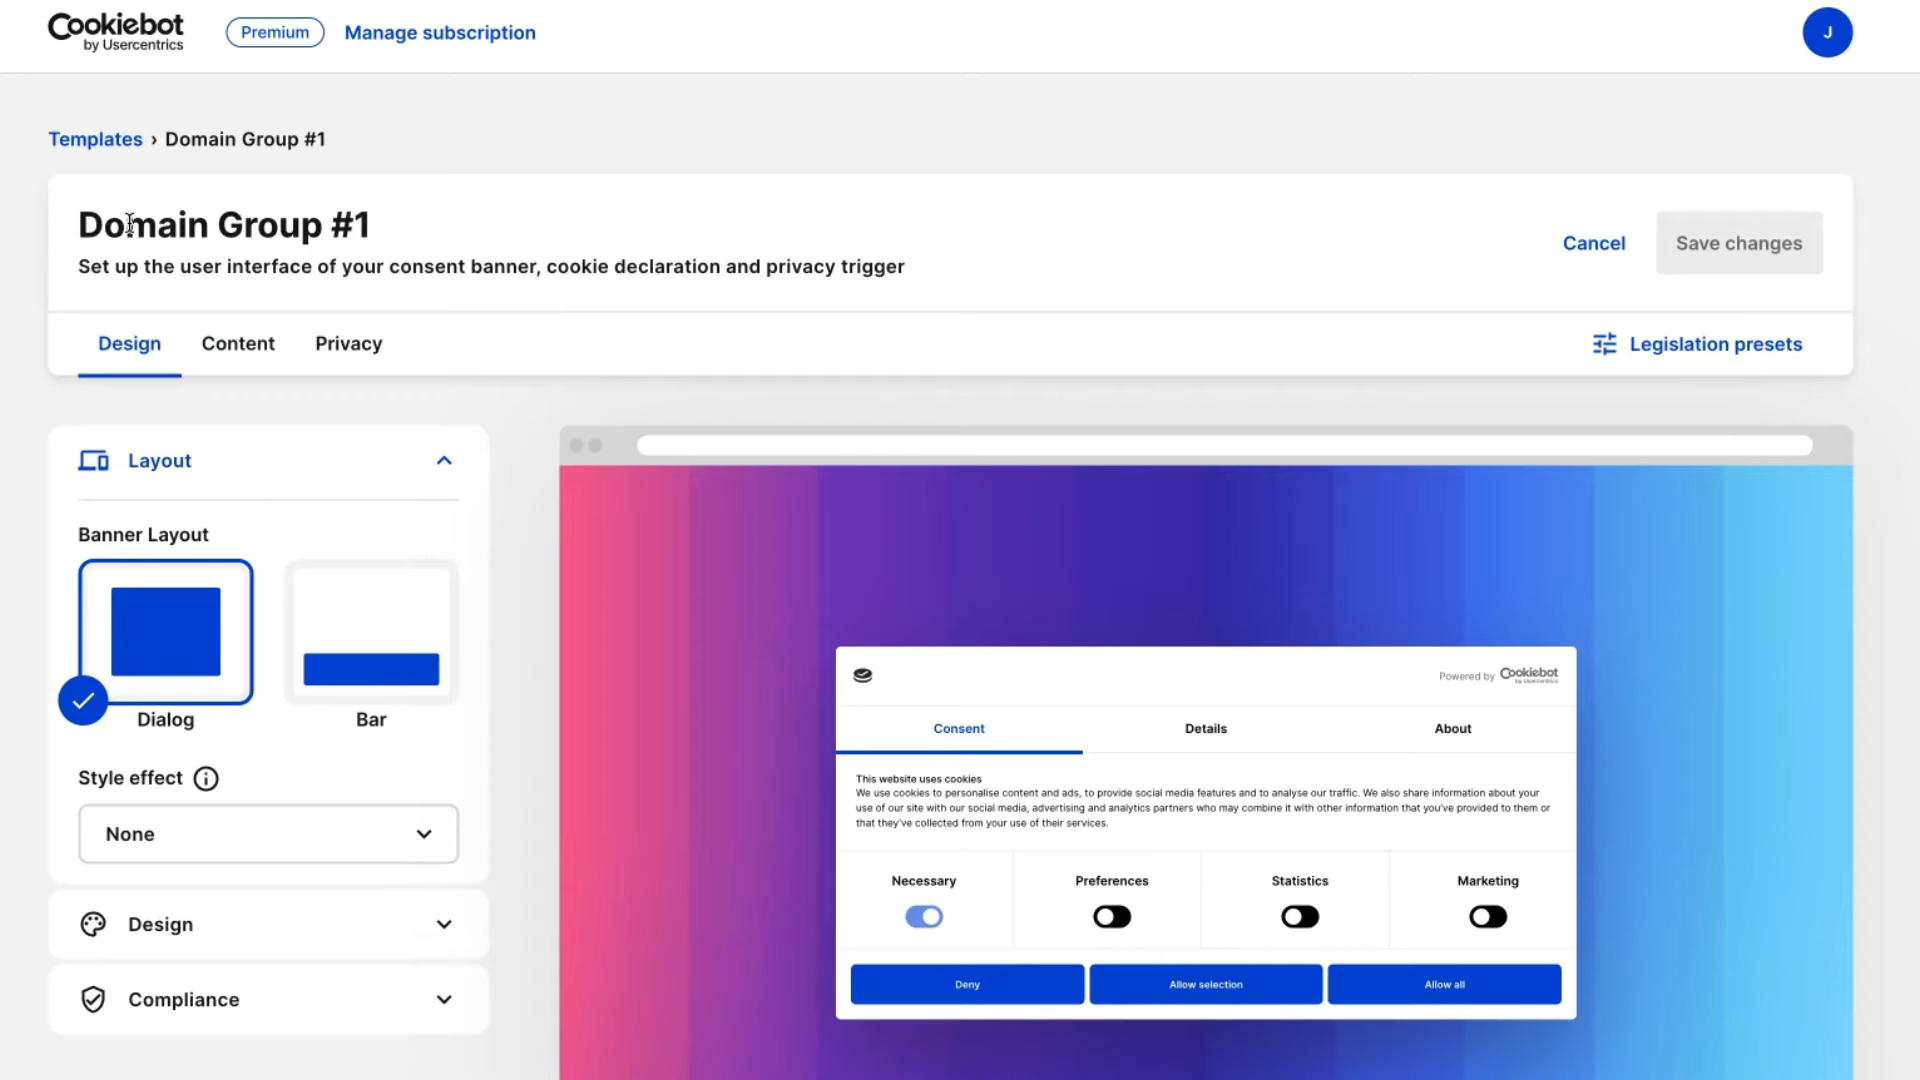 Cookiebot
by Usercentrics
Premium
Manage subscription
J
Templates › Domain Group #1
Domain Group #1
Set up the user interface of your consent banner, cookie declaration and privacy trigger
Cancel
Save changes
Design
Content
Privacy
Legislation presets
Layout
Banner Layout
Dialog
Bar
Style effect
None
Design
Compliance
Powered by Cookiebot
by Usercentrics
Consent
Details
About
This website uses cookies
We use cookies to personalise content and ads, to provide social media features and to analyse our traffic. We also share information about your
use of our site with our social media, advertising and analytics partners who may combine it with other information that you've provided to them or
that they've collected from your use of their services.
Necessary
Preferences
Statistics
Marketing
Deny
Allow selection
Allow all